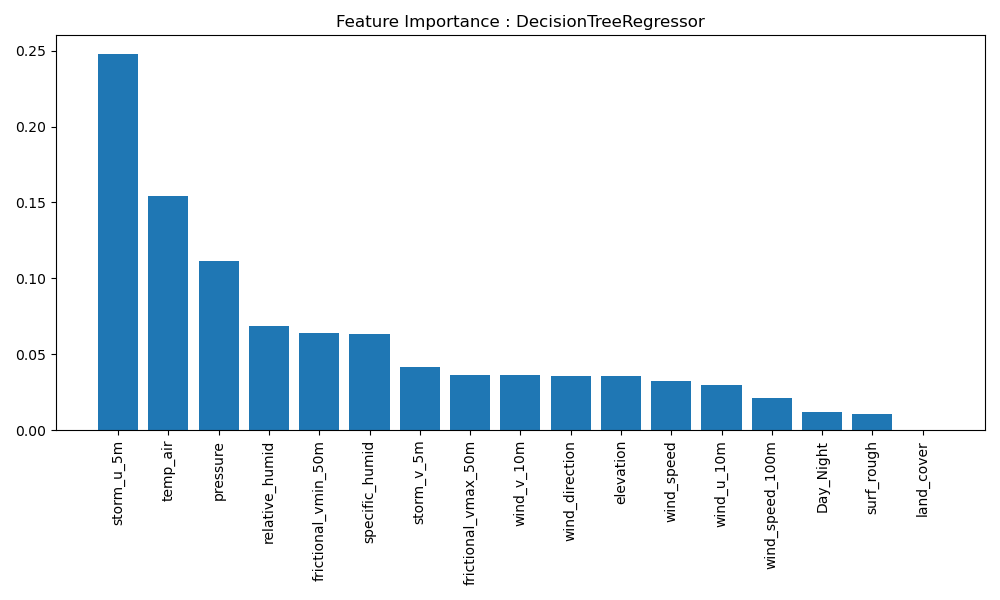 Feature Importance : DecisionTreeRegressor
0.25
0.20
0.15
0.10
0.05
0.00
storm_u_5m
temp_air
pressure
relative_humid
frictional_vmin_50m
specific_humid
storm_v_5m
frictional_vmax_50m
wind_v_10m
wind_direction
elevation
wind_speed
wind_u_10m
wind_speed_100m
Day_Night
surf_rough
land_cover